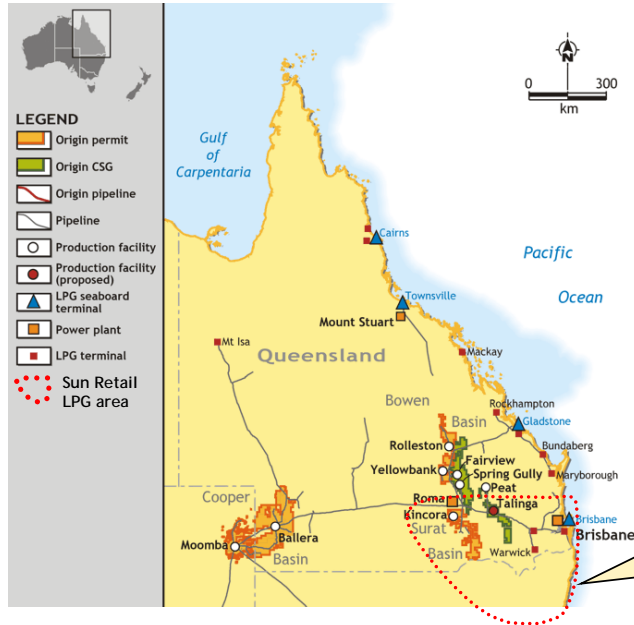 N
0 300
km
LEGEND
Origin permit
Origin CSG
Origin pipeline
Pipeline
Production facility
Production facility
(proposed)
LPG seaboard
terminal
Power plant
LPG terminal
Sun Retail
LPG area
Gulf
of
Carpentaria
Cairns
Pacific
Ocean
Townsville
Mount Stuart
Mt Isa
Queensland
Mackay
Bowen
Basin
Rockhampton
Gladstone
Rolleston
Bundaberg
Fairview
Yellowbank
Spring Gully
Maryborough
Peat
Cooper
Roma
Talinga
Kincora
Surat
Brisbane
Brisbane
Ballera
Moomba
Basin
Basin
Warwick